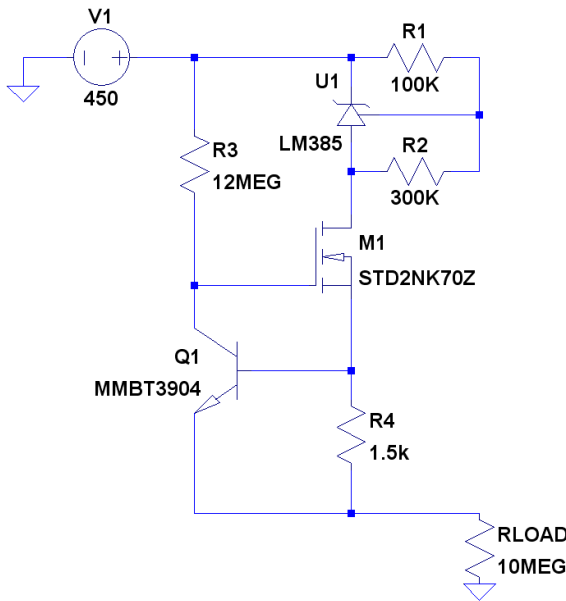 V1
450
R1
100K
U1
LM385
R2
300K
R3
12MEG
M1
STD2NK70Z
Q1
MMBT3904
R4
1.5k
RLOAD
10MEG